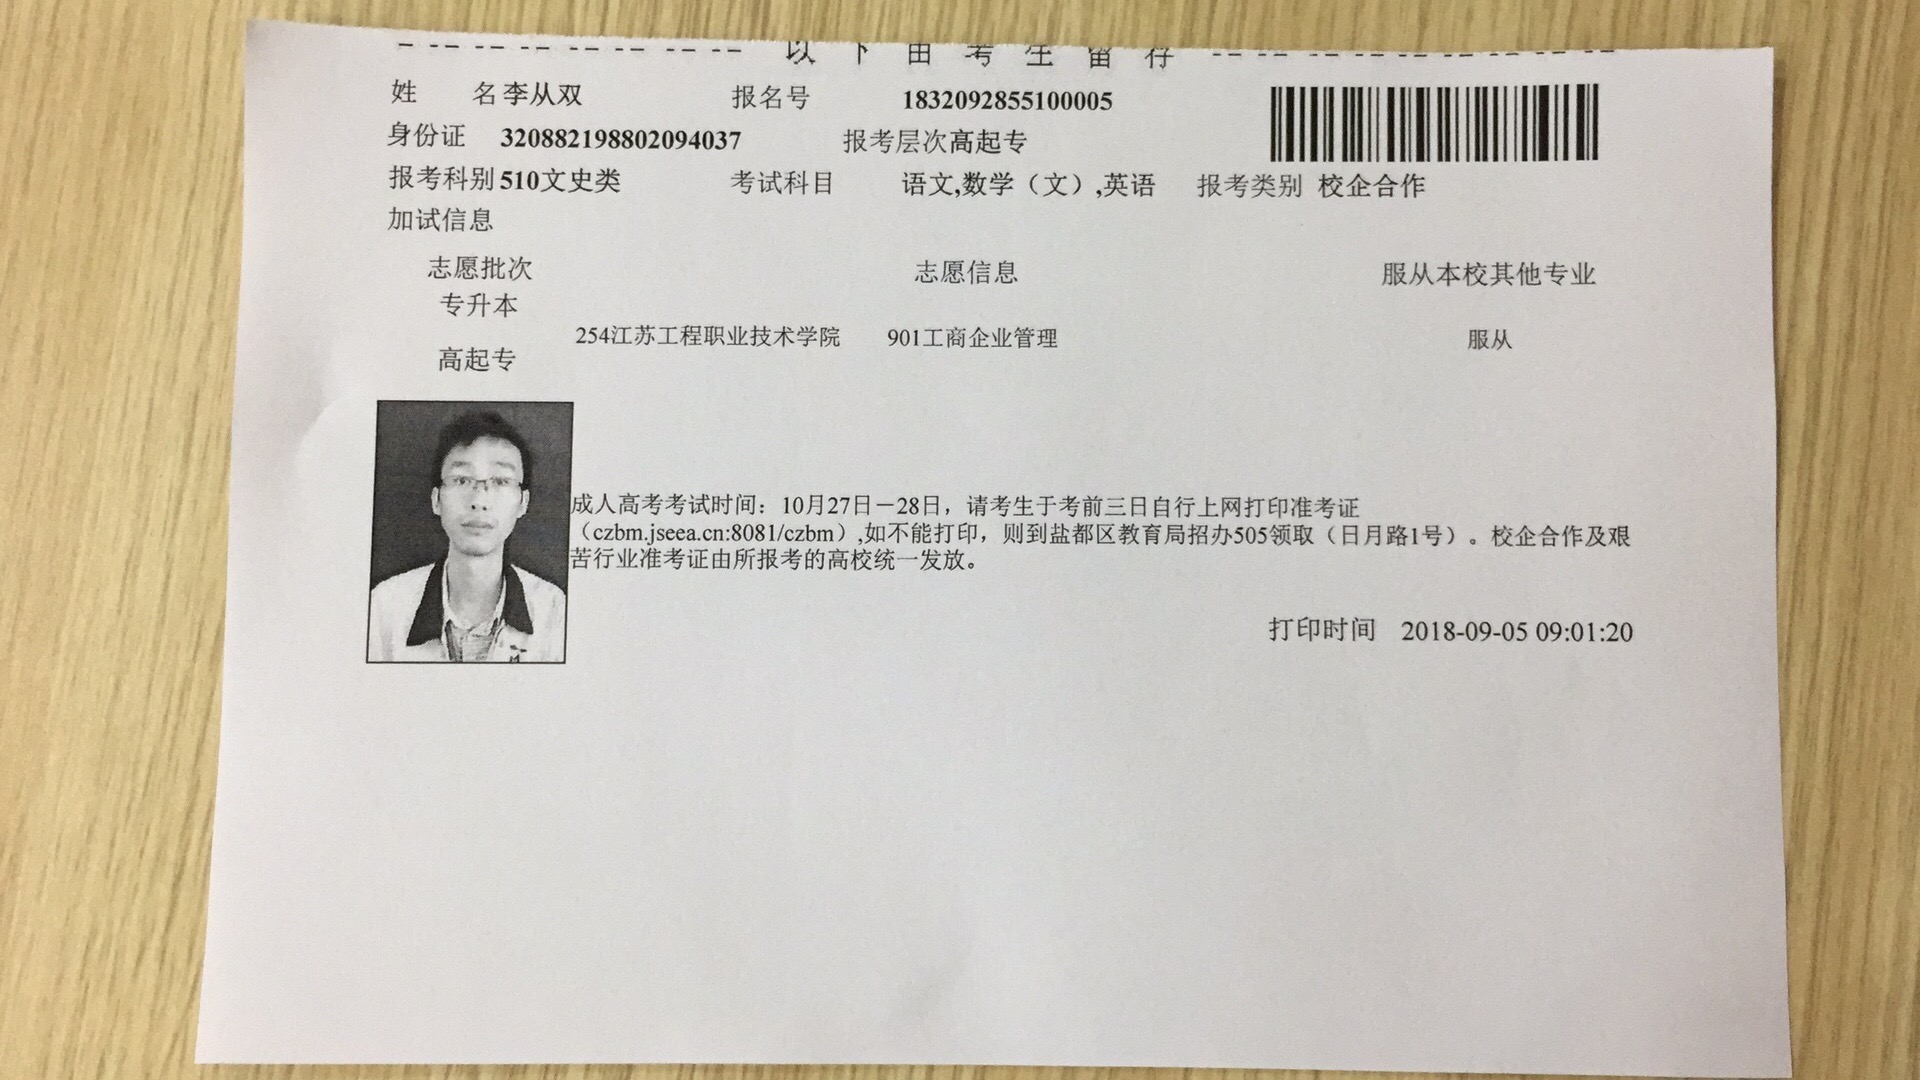 以下由考生留存
姓 名 李从双 报名号 1832092855100005
身份证 320882198802094037 报考层次 高起专
报考科别 510文史类 考试科目 语文,数学（文）,英语 报考类别 校企合作
加试信息
志愿批次 志愿信息 服从本校其他专业
专升本
254江苏工程职业技术学院 901工商企业管理 服从
高起专
成人高考考试时间：10月27日－28日，请考生于考前三日自行上网打印准考证
（czbm.jseea.cn:8081/czbm）,如不能打印，则到盐都区教育局招办505领取（日月路1号）。校企合作及艰
苦行业准考证由所报考的高校统一发放。
打印时间 2018-09-05 09:01:20